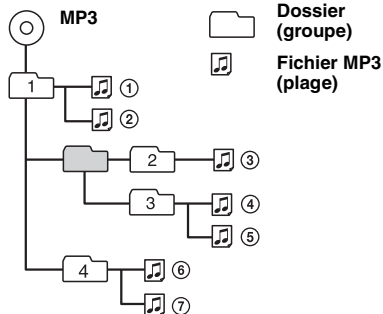 MP3
Dossier
(groupe)
Fichier MP3
(plage)
1
①
②
2
③
3
④
⑤
4
⑥
⑦